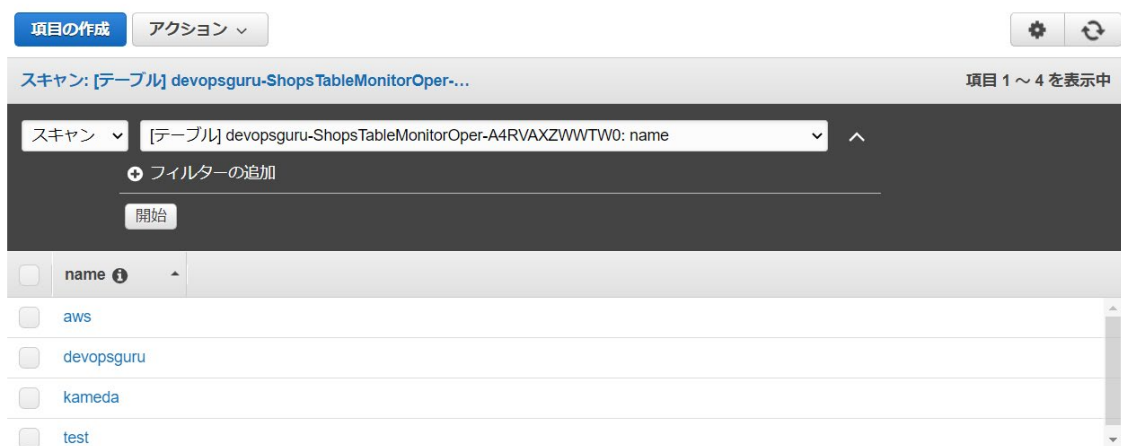 項目の作成 アクション
スキャン: [テーブル] devopsguru-ShopsTableMonitorOper-... 項目 1 ～ 4 を表示中
スキャン [テーブル] devopsguru-ShopsTableMonitorOper-A4RVAXZWWTW0: name
フィルターの追加
開始
name
aws
devopsguru
kameda
test